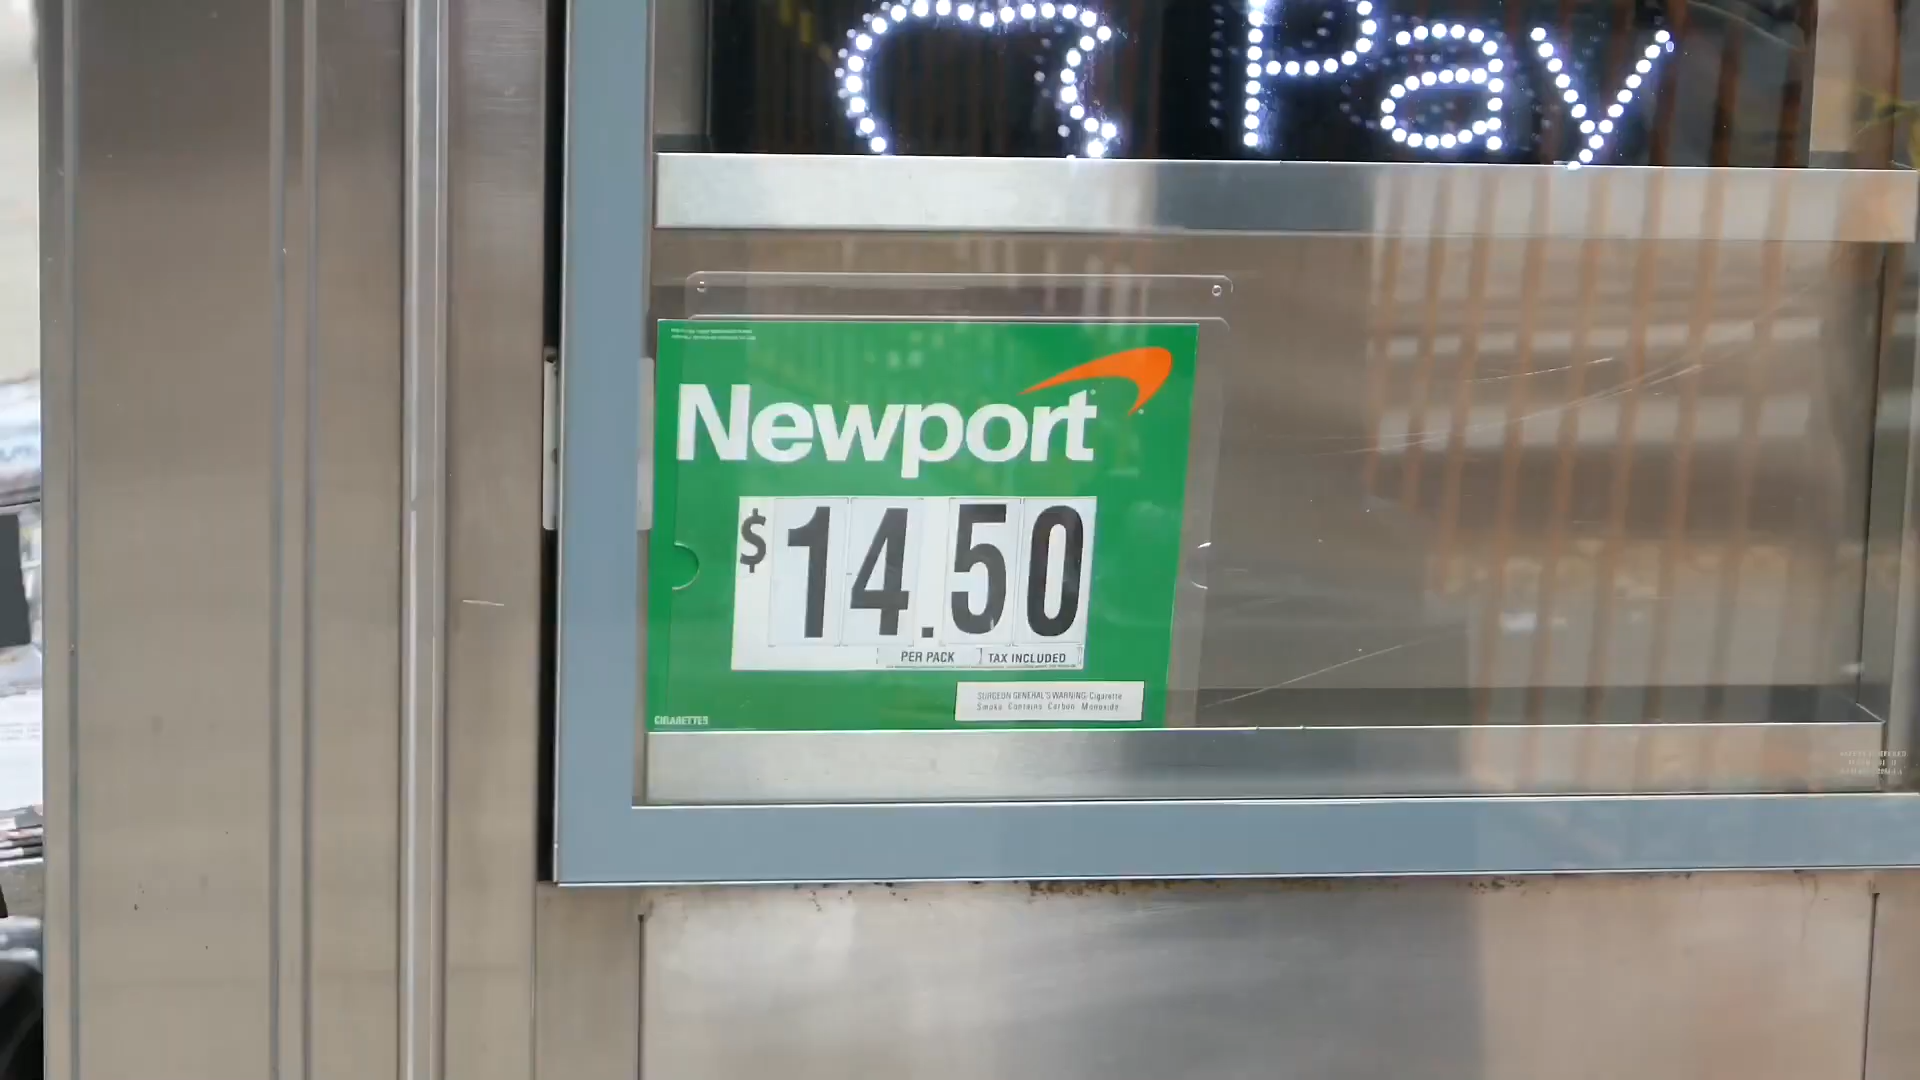 Pay
Newport
$14.50
PER PACK TAX INCLUDED
SURGEON GENERAL'S WARNING: Cigarette
Smoke Contains Carbon Monoxide.
CIGARETTES